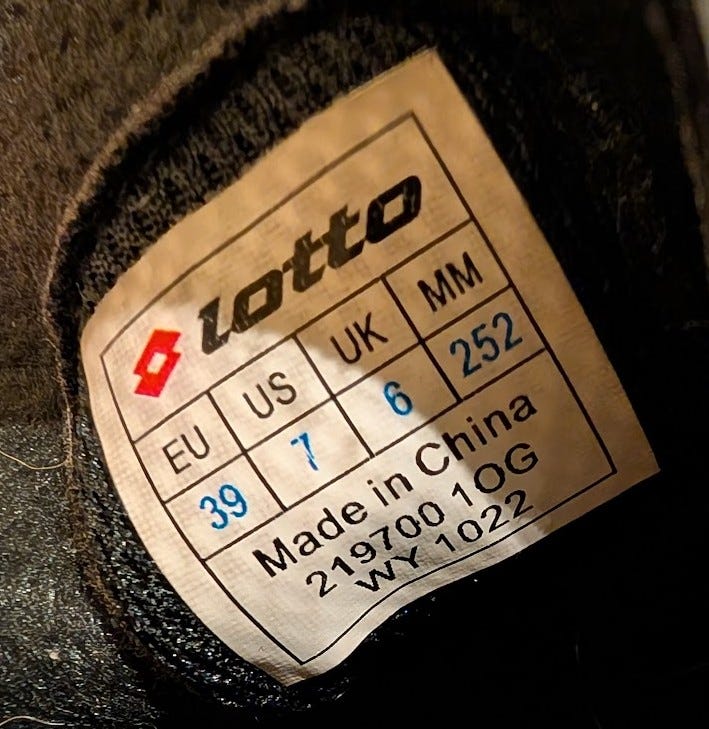 lotto
EU US UK MM
39 7 6 252
Made in China
219700 1OG
WY 1022